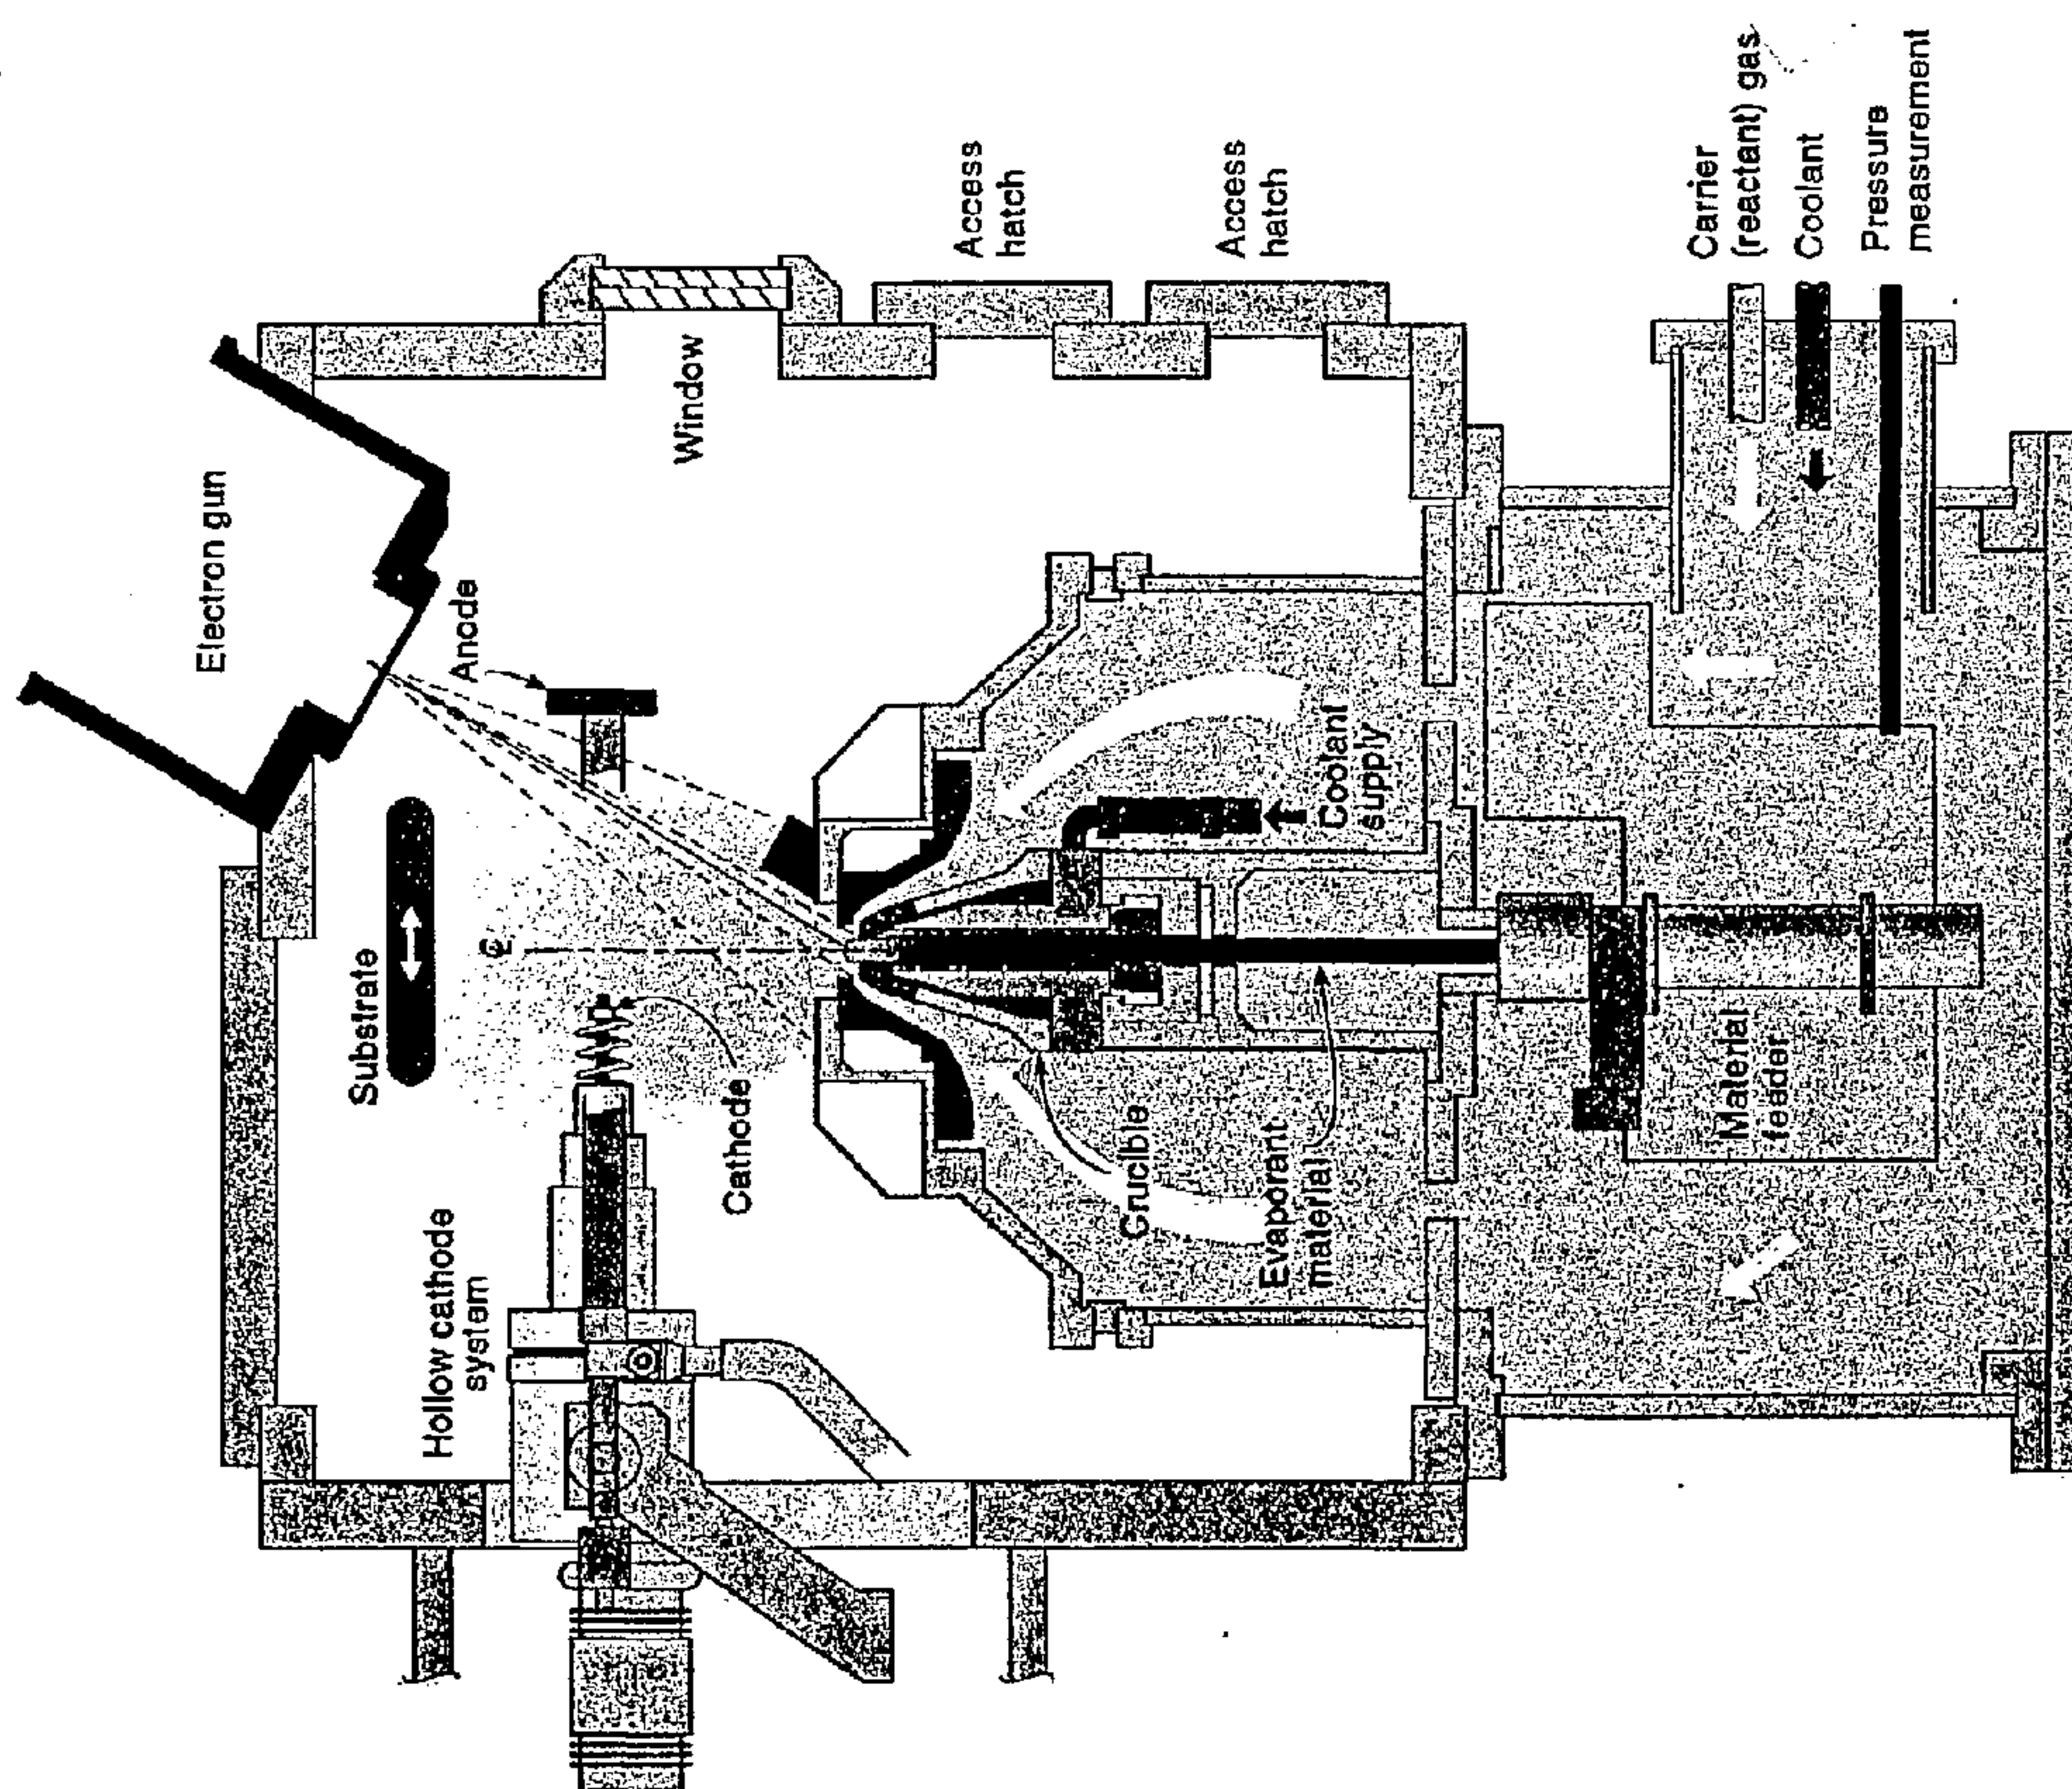 Electron gun
Anode
Substrate
℄
Hollow cathode
system
Cathode
Window
Access
hatch
Access
hatch
Crucible
Evaporant
material
Coolant
supply
Material
feeder
Carrier
(reactant) gas
Coolant
Pressure
measurement